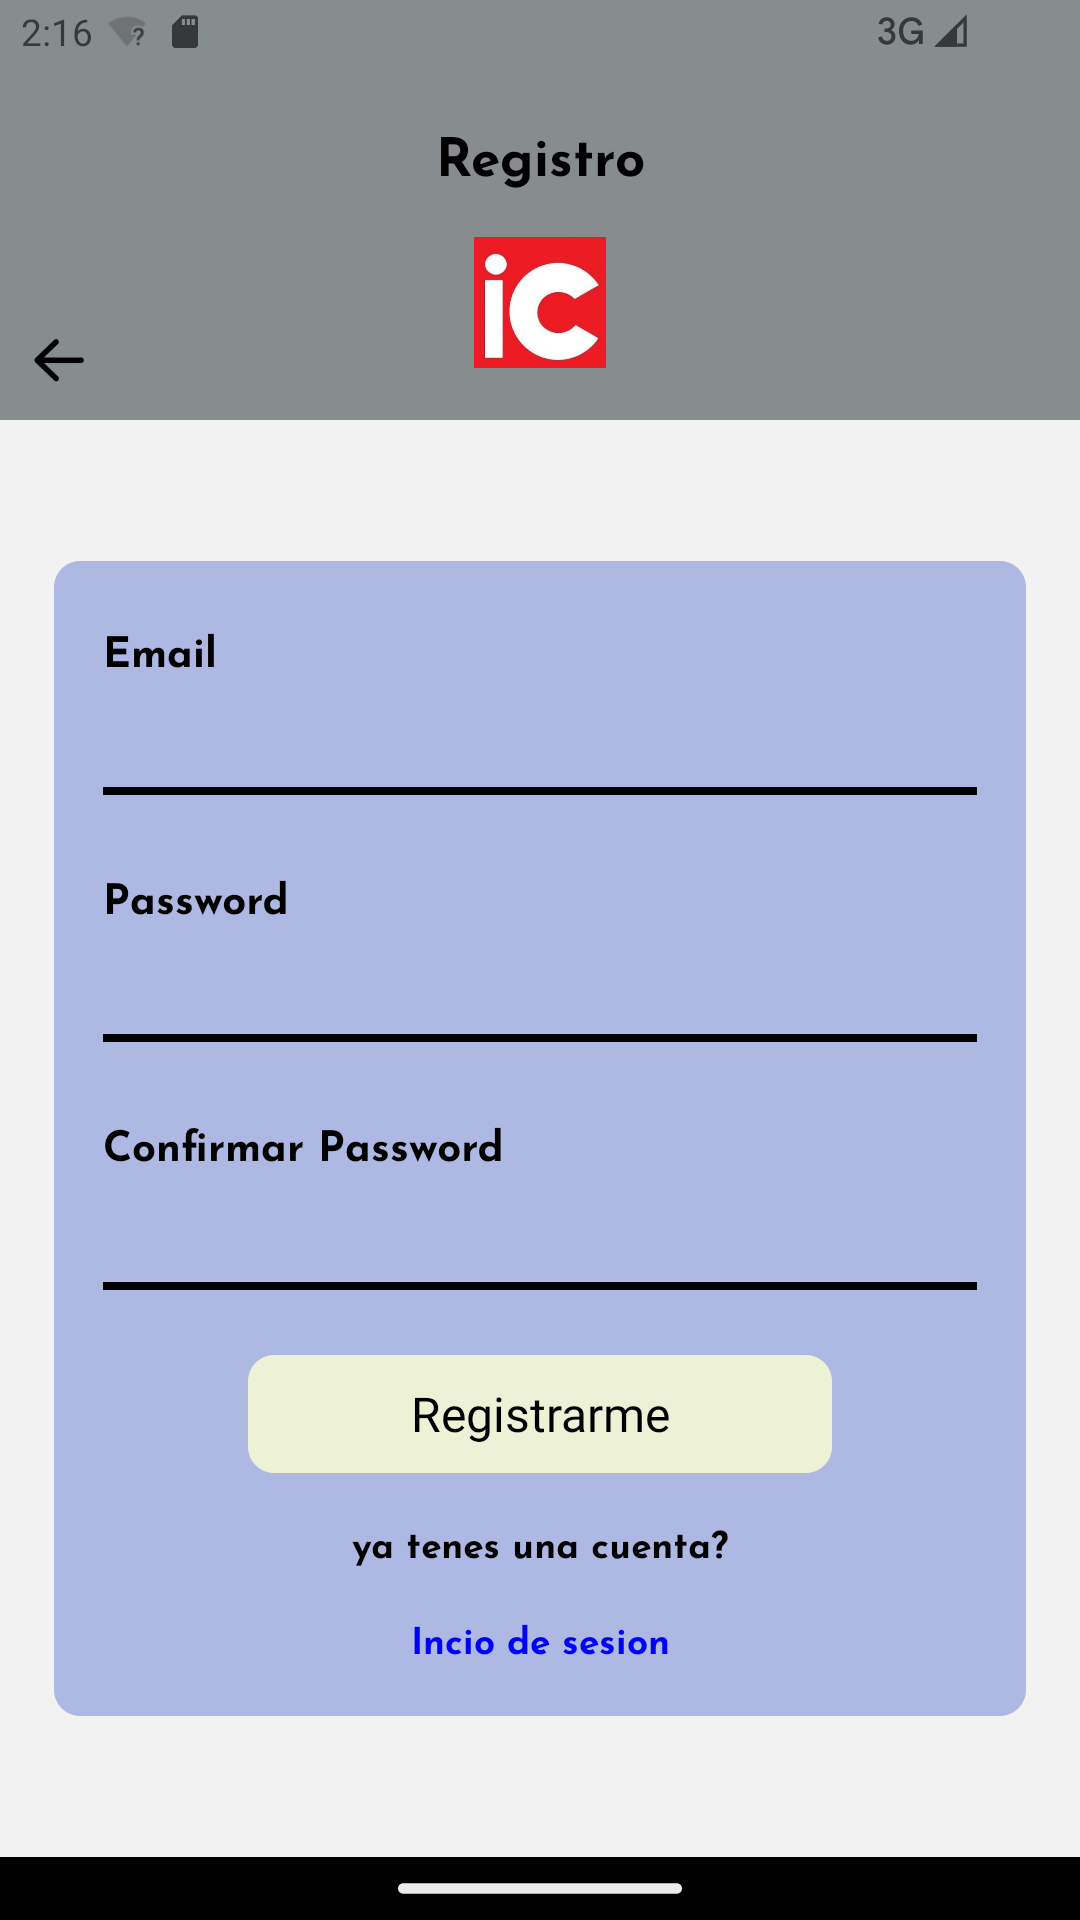 2:16 ? 3G
Registro
iC
Email
Password
Confirmar Password
Registrarme
ya tenes una cuenta?
Incio de sesion